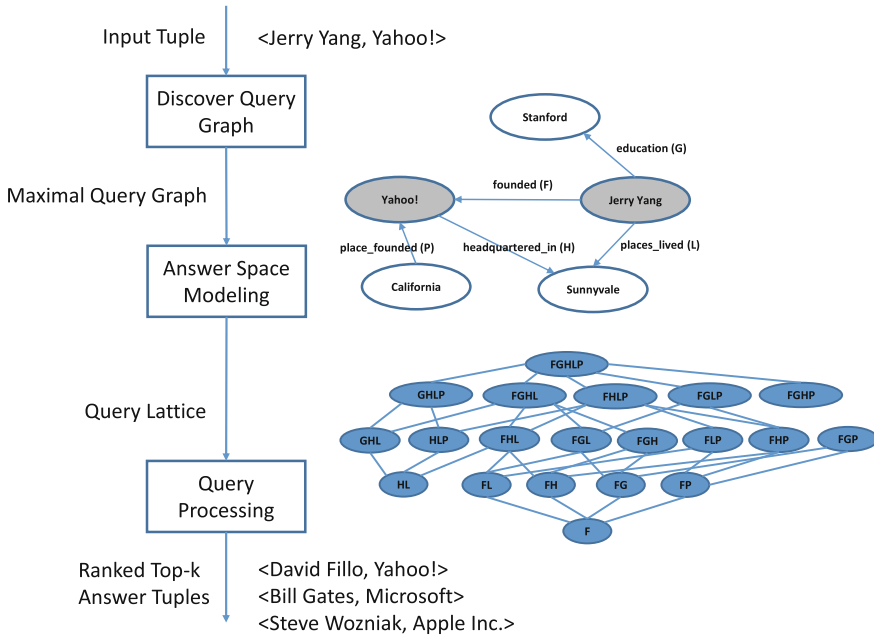 Input Tuple
<Jerry Yang, Yahoo!>
Discover Query
Graph
Stanford
education (G)
Maximal Query Graph
founded (F)
Yahoo!
Jerry Yang
place_founded (P)
headquartered_in (H)
places_lived (L)
Answer Space
Modeling
California
Sunnyvale
FGHLP
GHLP
FGHL
FHLP
FGLP
FGHP
Query Lattice
GHL
HLP
FHL
FGL
FGH
FLP
FHP
FGP
Query
Processing
HL
FL
FH
FG
FP
F
Ranked Top-k
Answer Tuples
<David Fillo, Yahoo!>
<Bill Gates, Microsoft>
<Steve Wozniak, Apple Inc.>